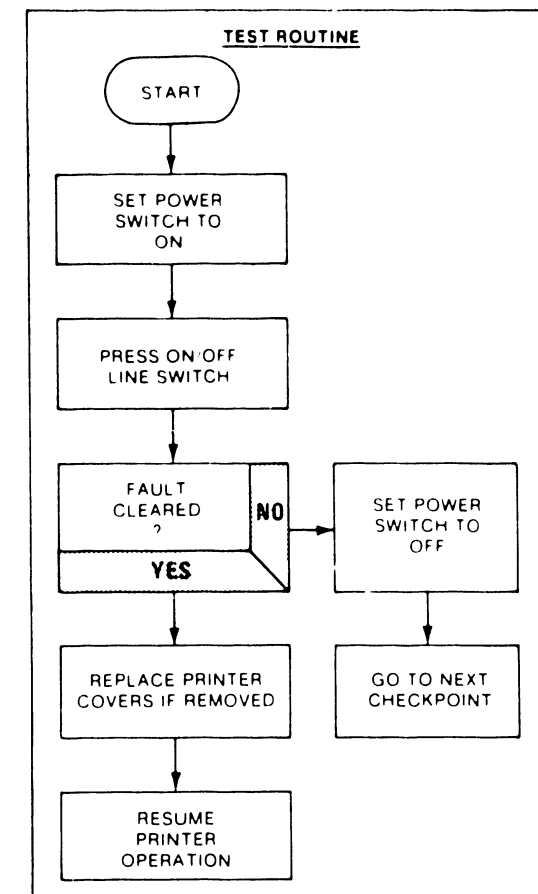 TEST ROUTINE
START
SET POWER
SWITCH TO
ON
PRESS ON/OFF
LINE SWITCH
FAULT
CLEARED
?
NO
YES
SET POWER
SWITCH TO
OFF
REPLACE PRINTER
COVERS IF REMOVED
GO TO NEXT
CHECKPOINT
RESUME
PRINTER
OPERATION